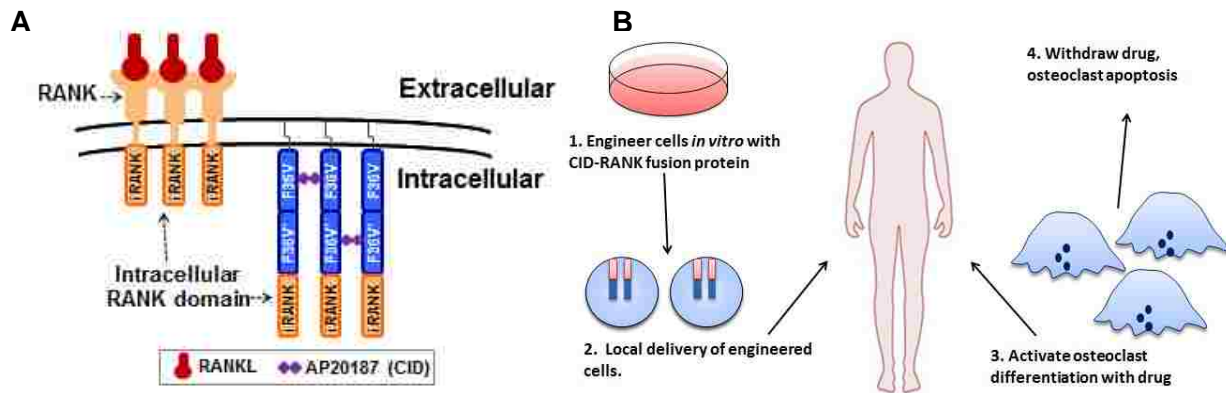 A
RANK
Extracellular
Intracellular
iRANK
iRANK
iRANK
F36V
F36V
F36V
F36V
F36V
F36V
Intracellular
RANK domain
iRANK
iRANK
iRANK
RANKL
AP20187 (CID)
B
1. Engineer cells in vitro with
CID-RANK fusion protein
2. Local delivery of engineered
cells.
3. Activate osteoclast
differentiation with drug
4. Withdraw drug,
osteoclast apoptosis